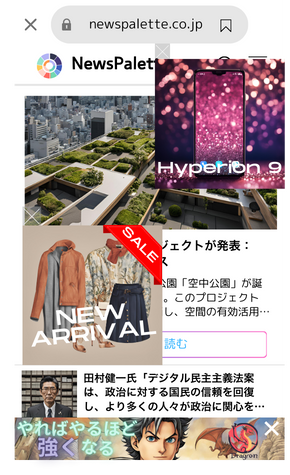 newspalette.co.jp
NewsPalette
Hyperion 9
ジェクトが発表：
ス
公園「空中公園」が誕
。このプロジェクト
し、空間の有効活用…
SALE
NEW
ARRIVAL
読む
田村健一氏「デジタル民主主義法案
は、政治に対する国民の信頼を回復
し、より多くの人々が政治に関心を…
やればやるほど
強くなる
Dragron